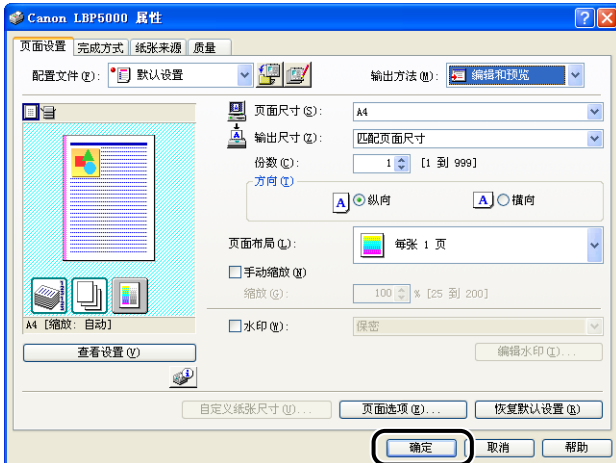 Canon LBP5000 属性
页面设置 完成方式 纸张来源 质量
配置文件(F): 默认设置 输出方法(M): 编辑和预览
页面尺寸(S): A4
输出尺寸(Z): 匹配页面尺寸
份数(C): 1 [1 到 999]
方向(T)
A 纵向 A 横向
页面布局(L): 每张 1 页
手动缩放(N)
缩放(G): 100 % [25 到 200]
A4 [缩放: 自动]
水印(W): 保密
查看设置(V) 编辑水印(I)...
自定义纸张尺寸(U)... 页面选项(E)... 恢复默认设置(R)
确定 取消 帮助